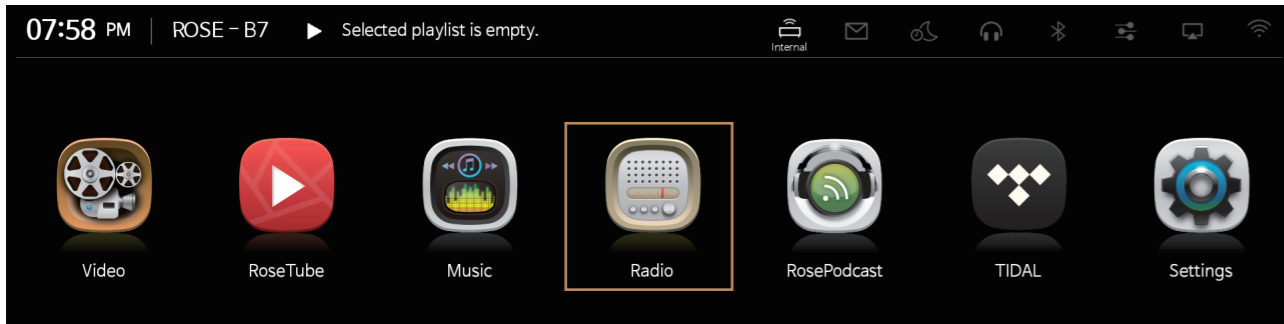 07:58 PM ROSE - B7 Selected playlist is empty.
Internal
Video RoseTube Music Radio RosePodcast TIDAL Settings